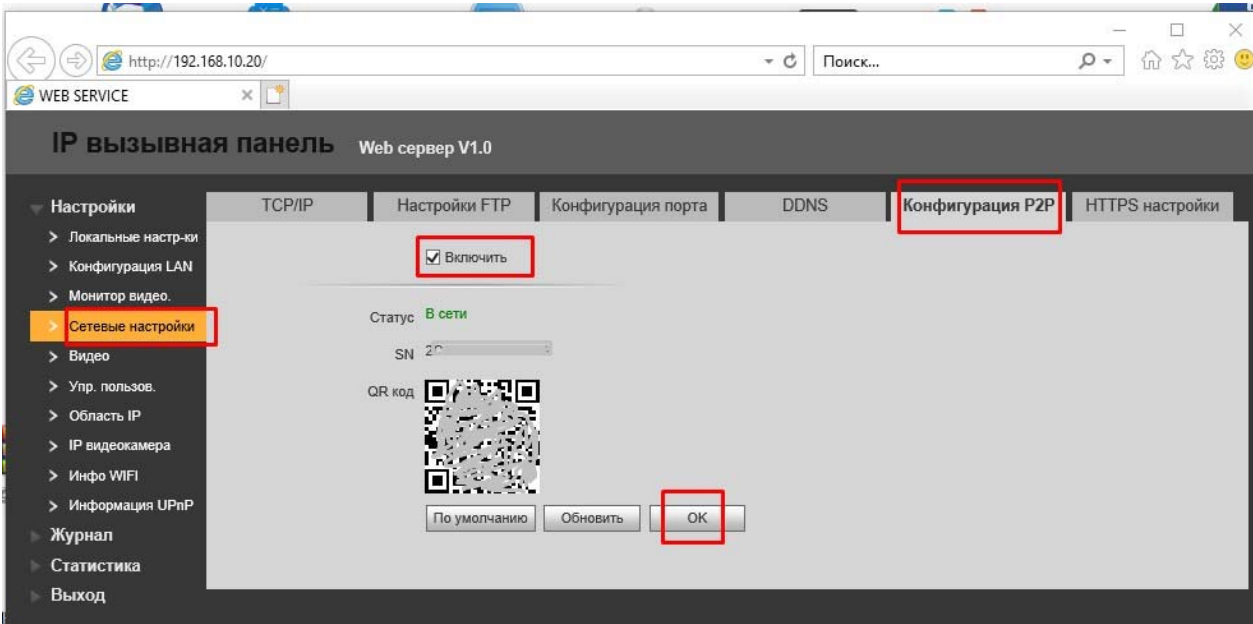 http://192.168.10.20/
Поиск...
WEB SERVICE
IP вызывная панель Web сервер V1.0
Настройки
TCP/IP
Настройки FTP
Конфигурация порта
DDNS
Конфигурация P2P
HTTPS настройки
Локальные настр-ки
Конфигурация LAN
Монитор видео.
Сетевые настройки
Видео
Упр. пользов.
Область IP
IP видеокамера
Инфо WIFI
Информация UPnP
Журнал
Статистика
Выход
Включить
Статус В сети
SN
QR код
По умолчанию
Обновить
OK